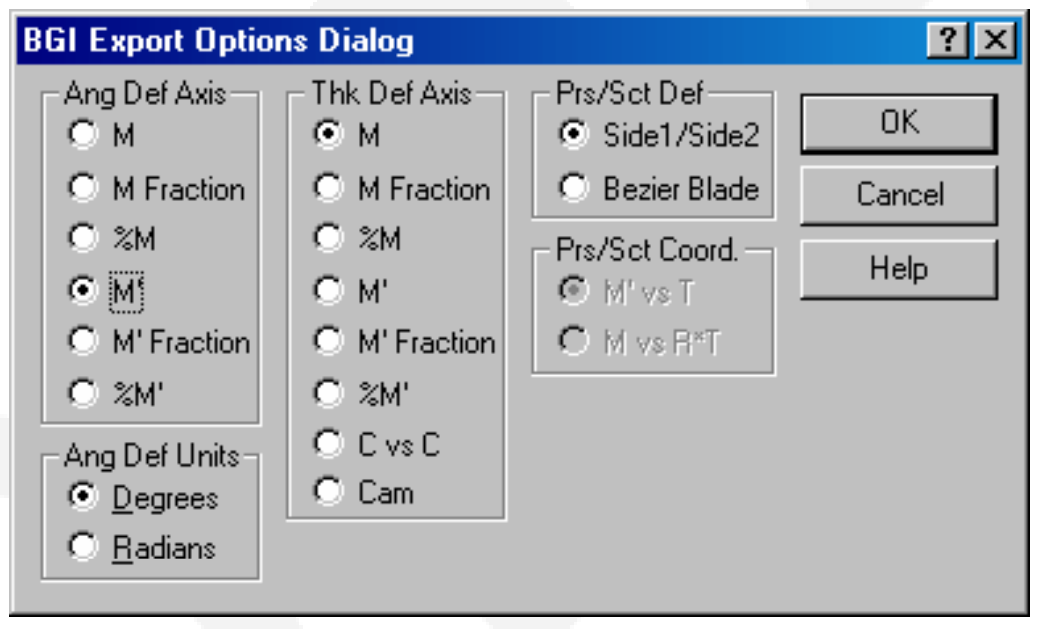 BGI Export Options Dialog
Ang Def Axis
M
M Fraction
%M
M'
M' Fraction
%M'
Ang Def Units
Degrees
Radians
Thk Def Axis
M
M Fraction
%M
M'
M' Fraction
%M'
C vs C
Cam
Prs/Sct Def
Side1/Side2
Bezier Blade
Prs/Sct Coord.
M' vs T
M vs R*T
OK
Cancel
Help